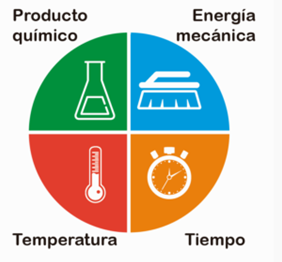 Producto
químico
Energía
mecánica
Temperatura
Tiempo